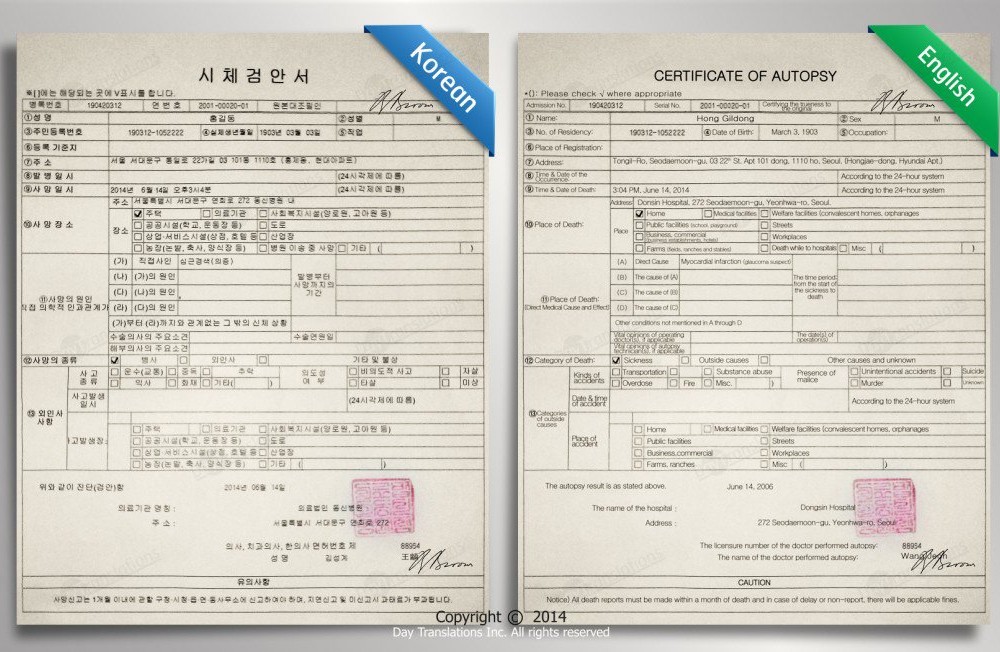 Korean
시체검안서
※[]에는 해당되는 곳에 V표시를 합니다.
병록번호 190420312 연번호 2001-00020-01 원본대조필인
①성명 홍길동 ②성별 M
③주민등록번호 190312-1052222 ④실제생년월일 1903년 03월 03일 ⑤직업
⑥등록 기준지
⑦주소 서울 서대문구 통일로 22가길 03 101동 1110호 (홍제동, 현대아파트)
⑧발병일시 (24시각제에 따름)
⑨사망일시 2014년 6월 14일 오후3시4분 (24시각제에 따름)
⑩사망장소 주소 서울특별시 서대문구 연희로 272 동신병원 내
장소 주택 의료기관 사회복지시설(양로원, 고아원 등)
공공시설(학교, 운동장 등) 도로
상업·서비스시설(상점, 호텔 등 산업장
농장(논밭, 축사, 양식장 등) 병원 이송 중 사망 기타 ( )
⑪사망의 원인
(가) 직접사인 심근경색(의증) 발병부터 사망까지의 기간
(나) (가)의 원인
(다) (나)의 원인
(라) (다)의 원인
(가)부터 (라)까지와 관계없는 그 밖의 신체 상황
수술의사의 주요소견 수술연월일
해부의사의 주요소견
⑫사망의 종류 병사 외인사 기타 및 불상
⑬외인사 사항
사고 종류 운수(교통) 중독 추락 의도성 여부 비의도적 사고 자살
익사 화재 기타( ) 타살 미상
사고발생 일시 (24시각제에 따름)
주택 의료기관 사회복지시설(양로원, 고아원 등)
공공시설(학교, 운동장 등) 도로
상업·서비스시설(상점, 호텔 등 산업장
농장(논밭, 축사, 양식장 등) 기타 ( )
위와 같이 진단(검안)함 2014년 06월 14일
의료기관 명칭 : 의료법인 동신병원
주소 : 서울특별시 서대문구 연희로 272
의사, 치과의사, 한의사 면허번호 제 88954
성명 김성게
유의사항
사망신고는 1개월 이내에 관할 구청·시청·읍·면·동사무소에 신고하여야 하며, 지연신고 및 미신고시 과태료가 부과됩니다.
English
CERTIFICATE OF AUTOPSY
•(): Please check √ where appropriate
Admission No. 190420312 Serial No. 2001-00020-01 Certifying the trueness to the original
① Name: Hong Gildong ② Sex M
③ No. of Residency: 190312-1052222 ④ Date of Birth: March 3, 1903 ⑤ Occupation:
⑥ Place of Registration:
⑦ Address: Tongil-Ro, Seodaemoon-gu, 03 22° St. Apt 101 dong, 1110 ho, Seoul, (Hongjae-dong, Hyundai Apt.)
⑧ Time & Date of the Occurrence: According to the 24-hour system
⑨ Time & Date of Death: 3:04 PM, June 14, 2014 According to the 24-hour system
⑩ Place of Death: Address Donsin Hospital, 272 Seodaemoon-gu, Yeonhwa-ro, Seoul.
Place Home Medical facilities Welfare facilities (convalescent homes, orphanages
Public facilities (school, playground) Streets
Business, commercial (business establishments, hotels) Workplaces
Farms (fields, ranches and stables) Death while to hospitals Misc ( )
⑪ Place of Death: (Direct Medical Cause and Effect)
(A) Direct Cause Myocardial infarction (glaucoma suspect) The time period from the start of the sickness to death
(B) The cause of (A)
(C) The cause of (B)
(D) The cause of (C)
Other conditions not mentioned in A through D
Vital opinions of operating doctor(s), if applicable The date(s) of operation(s)
Vital opinions of autopsy technician(s), if applicable
⑫ Category of Death: Sickness Outside causes Other causes and unknown
⑬ Categories of outside causes
Kinds of accidents Transportation Substance abuse Presence of malice Unintentional accidents Suicide
Overdose Fire Misc. ) Murder Unknown
Date & time of accident According to the 24-hour system
Place of accident Home Medical facilities Welfare facilities (convalescent homes, orphanages
Public facilities Streets
Business, commercial Workplaces
Farms, ranches Misc ( )
The autopsy result is as stated above. June 14, 2006
The name of the hospital : Dongsin Hospital
Address : 272 Seodaemoon-gu, Yeonhwa-ro, Seoul
The licensure number of the doctor performed autopsy: 88954
The name of the doctor performed autopsy:
CAUTION
Notice) All death reports must be made within a month of death and in case of delay or non-report, there will be applicable fines.
Copyright © 2014
Day Translations Inc. All rights reserved